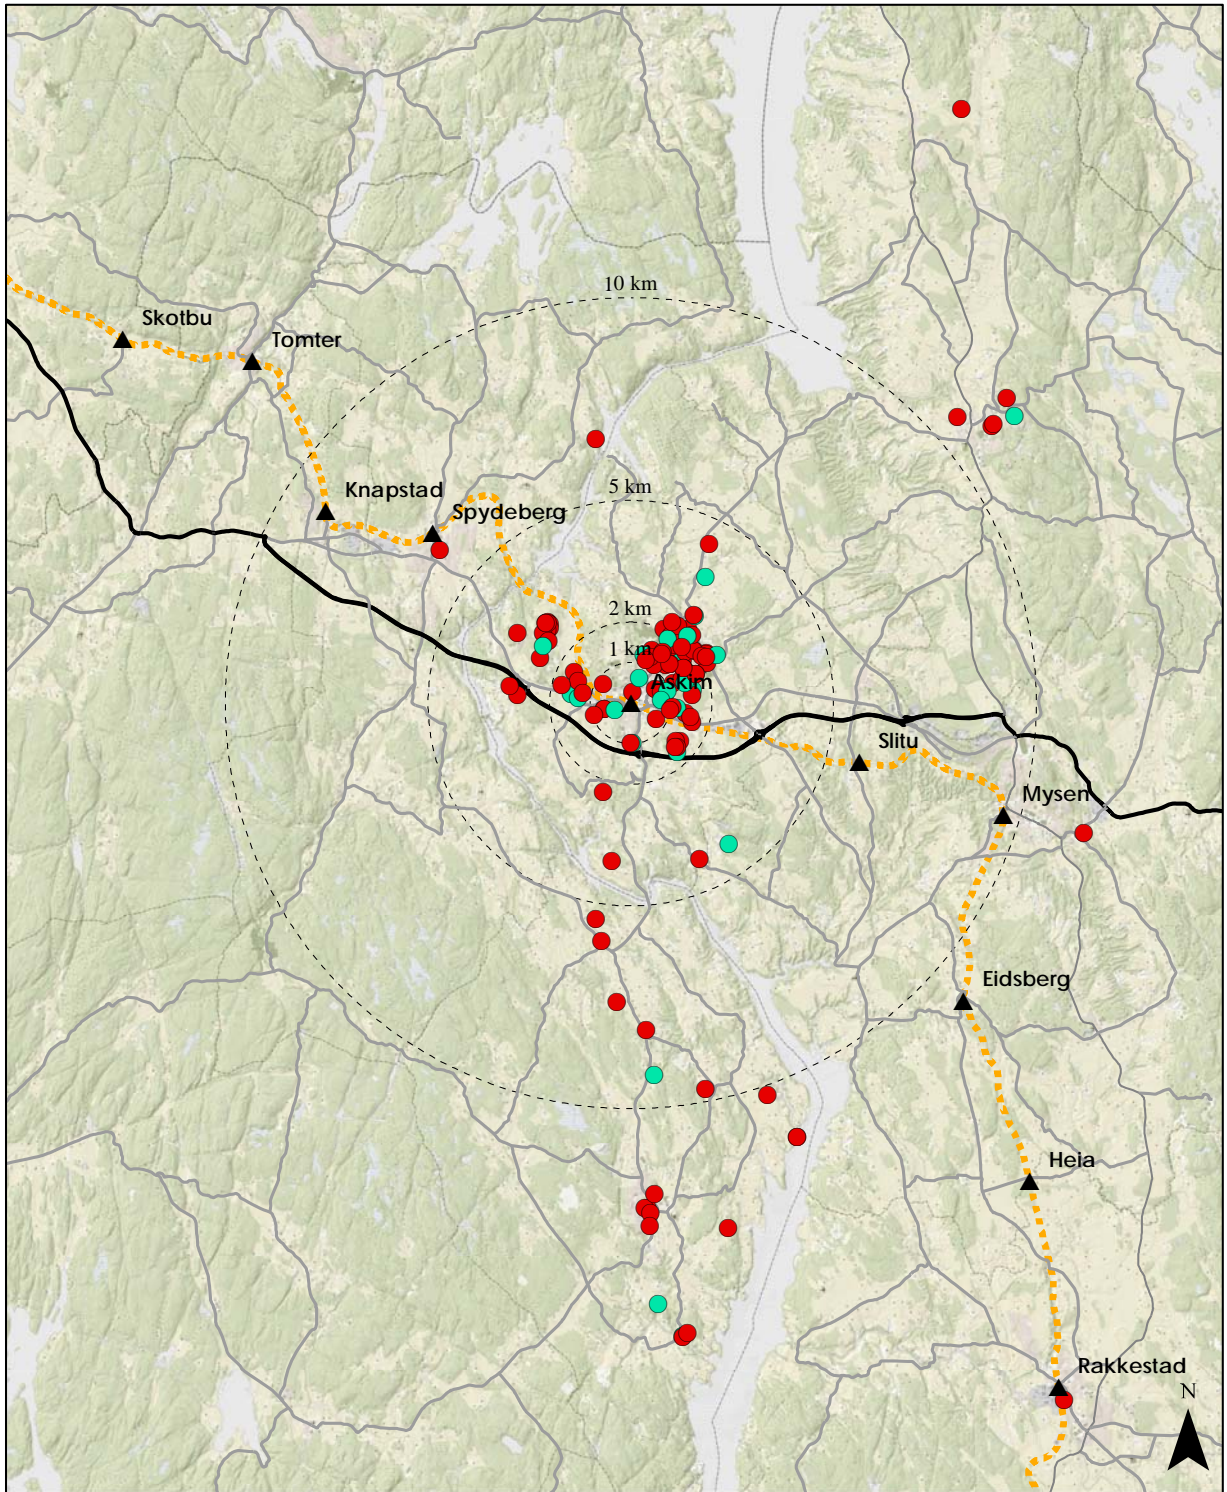 10 km
Skotbu
Tomter
Knapstad
5 km
Spydeberg
2 km
1 km
Askim
Slitu
Mysen
Eidsberg
Heia
Rakkestad
N